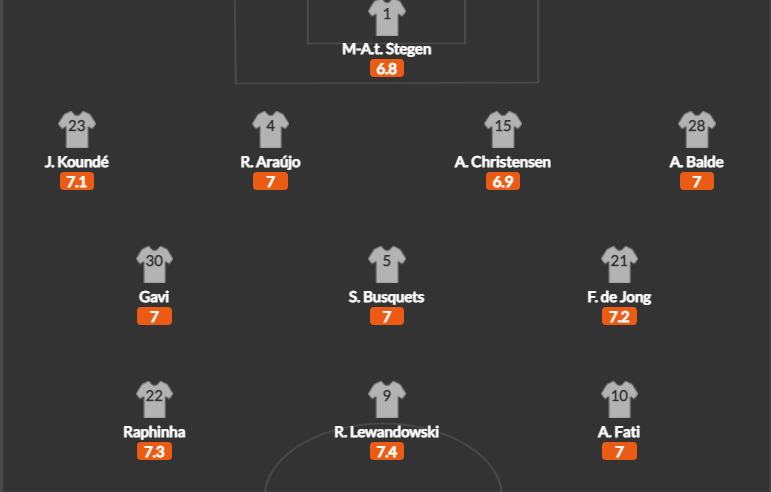 1
M-A.t. Stegen
6.8
23 4 15 28
J. Koundé R. Araújo A. Christensen A. Balde
7.1 7 6.9 7
30 5 21
Gavi S. Busquets F. de Jong
7 7 7.2
22 9 10
Raphinha R. Lewandowski A. Fati
7.3 7.4 7